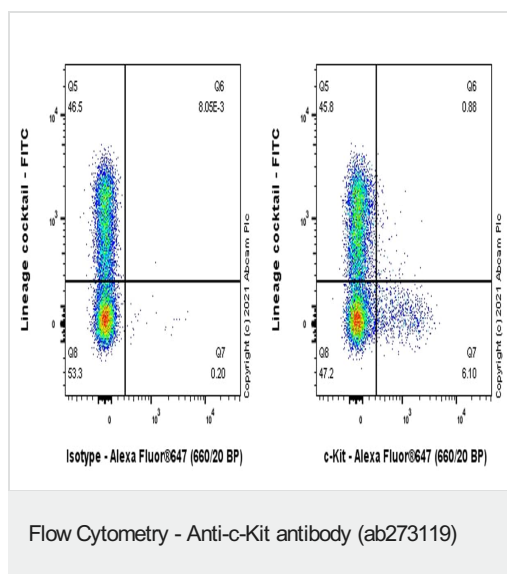 Q5
46.5
Q6
8.05E-3
Q8
53.3
Q7
0.20
10^4
10^3
0
0
10^3
10^4
Lineage cocktail - FITC
Isotype - Alexa Fluor®647 (660/20 BP)
Copyright (c) 2021 Abcam Plc
Q5
45.8
Q6
0.88
Q8
47.2
Q7
6.10
10^4
10^3
0
0
10^3
10^4
Lineage cocktail - FITC
c-Kit - Alexa Fluor®647 (660/20 BP)
Copyright (c) 2021 Abcam Plc
Flow Cytometry - Anti-c-Kit antibody (ab273119)